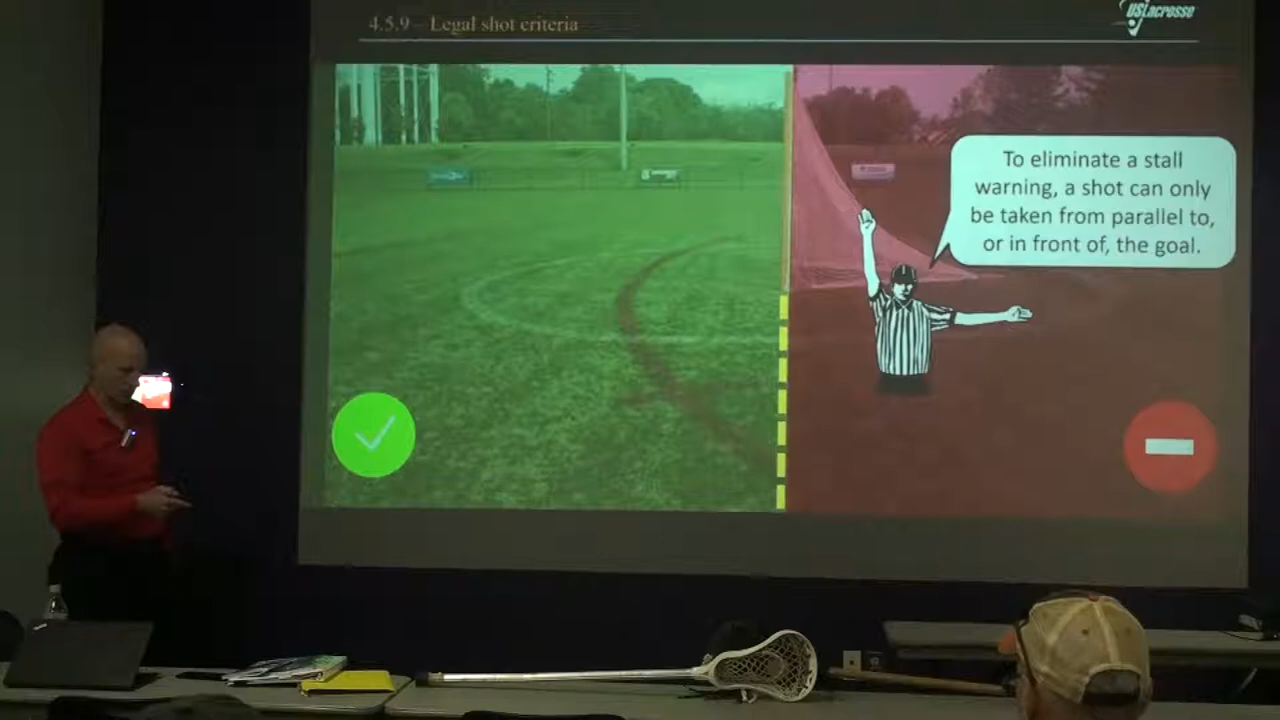 4.5.9 – Legal shot criteria
USLacrosse
To eliminate a stall
warning, a shot can only
be taken from parallel to,
or in front of, the goal.